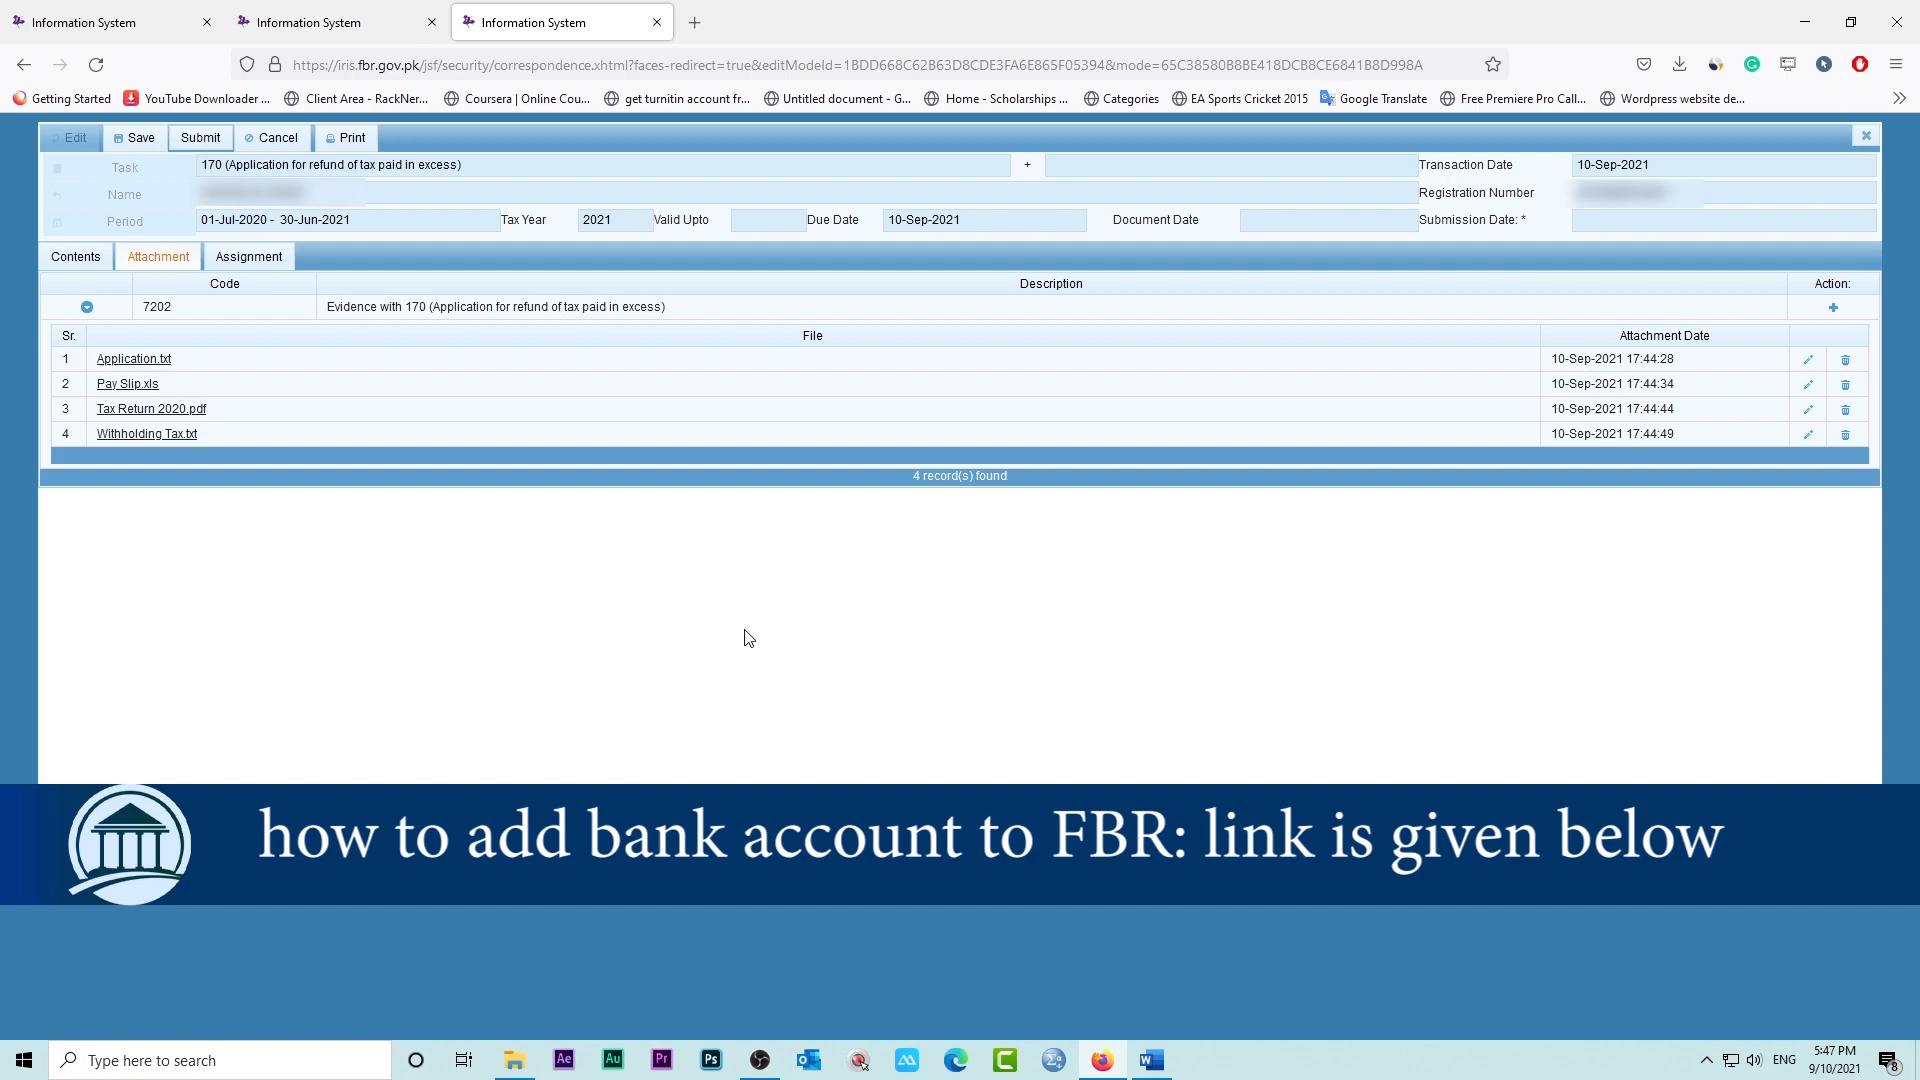 Information System
Information System
Information System
https://iris.fbr.gov.pk/jsf/security/correspondence.xhtml?faces-redirect=true&editModeId=1BDD668C62B63D8CDE3FA6E865F05394&mode=65C38580B8BE418DCB8CE6841B8D998A
Getting Started YouTube Downloader ... Client Area - RackNer... Coursera | Online Cou... get turnitin account fr... Untitled document - G... Home - Scholarships ... Categories EA Sports Cricket 2015 Google Translate Free Premiere Pro Call... Wordpress website de...
Edit Save Submit Cancel Print
Task 170 (Application for refund of tax paid in excess) + Transaction Date 10-Sep-2021
Name Registration Number
Period 01-Jul-2020 - 30-Jun-2021 Tax Year 2021 Valid Upto Due Date 10-Sep-2021 Document Date Submission Date: *
Contents Attachment Assignment
Code Description Action:
7202 Evidence with 170 (Application for refund of tax paid in excess)
Sr. File Attachment Date
1 Application.txt 10-Sep-2021 17:44:28
2 Pay Slip.xls 10-Sep-2021 17:44:34
3 Tax Return 2020.pdf 10-Sep-2021 17:44:44
4 Withholding Tax.txt 10-Sep-2021 17:44:49
4 record(s) found
how to add bank account to FBR: link is given below
Type here to search
Ae
Au
Pr
Ps
ENG
5:47 PM
9/10/2021
8